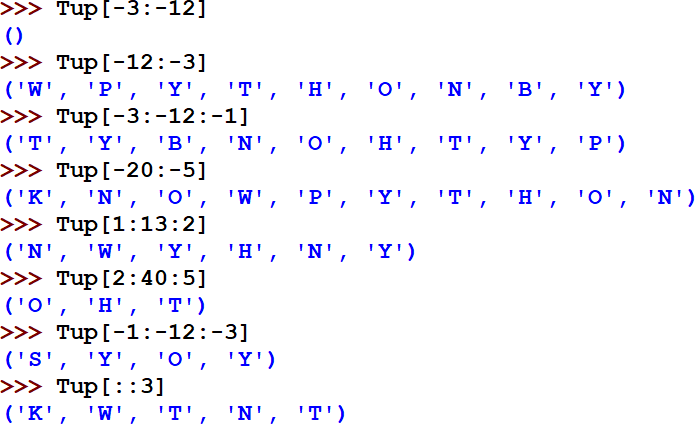 >>> Tup[-3:-12]
()
>>> Tup[-12:-3]
('W', 'P', 'Y', 'T', 'H', 'O', 'N', 'B', 'Y')
>>> Tup[-3:-12:-1]
('T', 'Y', 'B', 'N', 'O', 'H', 'T', 'Y', 'P')
>>> Tup[-20:-5]
('K', 'N', 'O', 'W', 'P', 'Y', 'T', 'H', 'O', 'N')
>>> Tup[1:13:2]
('N', 'W', 'Y', 'H', 'N', 'Y')
>>> Tup[2:40:5]
('O', 'H', 'T')
>>> Tup[-1:-12:-3]
('S', 'Y', 'O', 'Y')
>>> Tup[::3]
('K', 'W', 'T', 'N', 'T')